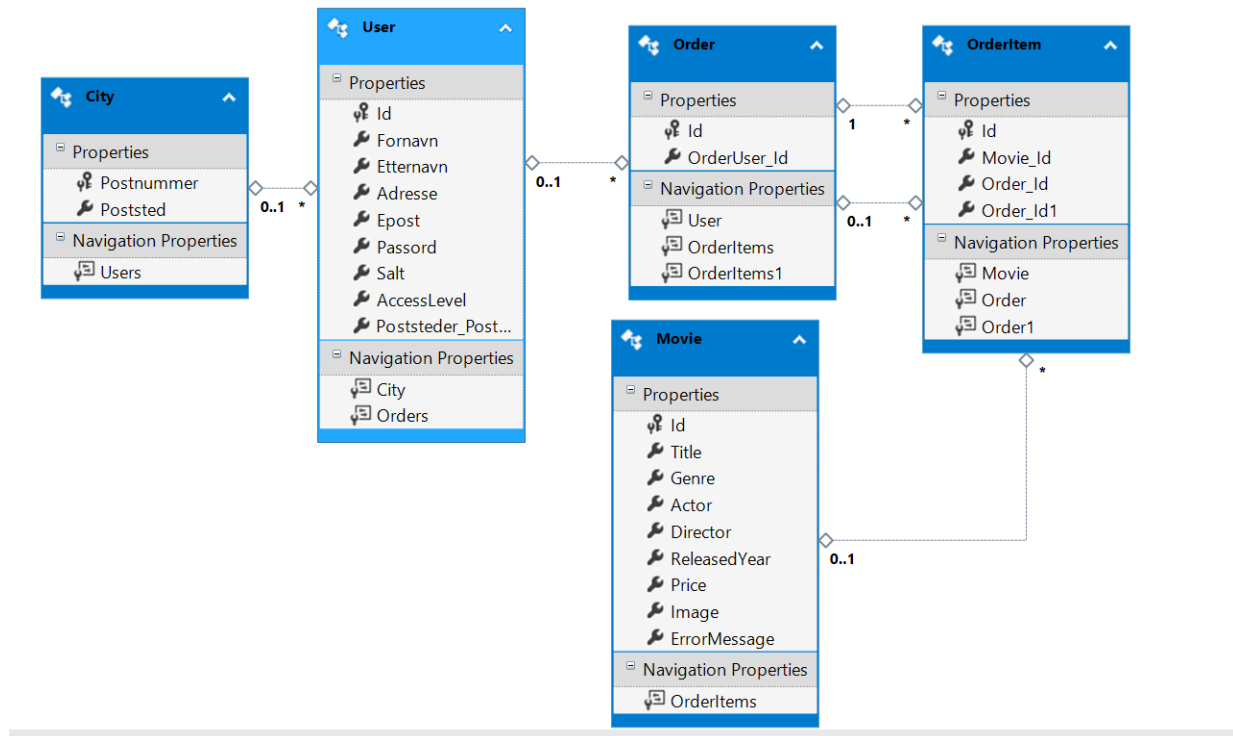 City
Properties
Postnummer
Poststed
Navigation Properties
Users
0..1 *
User
Properties
Id
Fornavn
Etternavn
Adresse
Epost
Passord
Salt
AccessLevel
Poststeder_Post...
Navigation Properties
City
Orders
0..1 *
Order
Properties
Id
OrderUser_Id
Navigation Properties
User
OrderItems
OrderItems1
1 *
0..1 *
OrderItem
Properties
Id
Movie_Id
Order_Id
Order_Id1
Navigation Properties
Movie
Order
Order1
*
Movie
Properties
Id
Title
Genre
Actor
Director
ReleasedYear
Price
Image
ErrorMessage
Navigation Properties
OrderItems
0..1